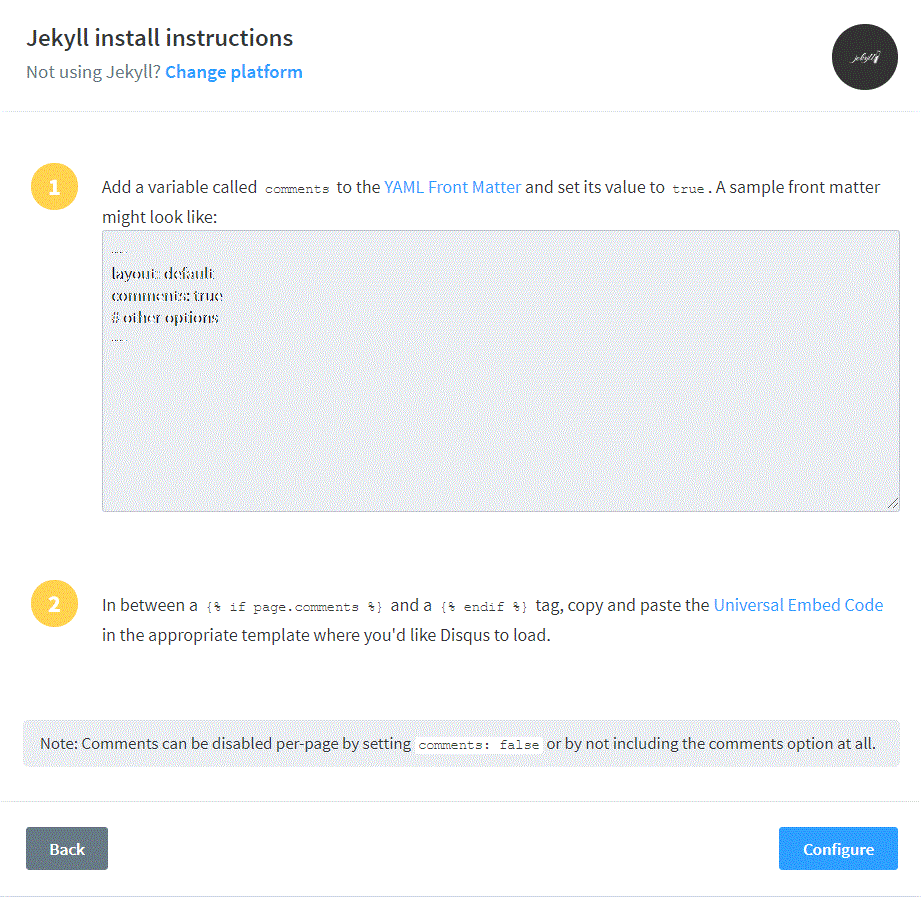 Jekyll install instructions
Not using Jekyll? Change platform
jekyll
1
Add a variable called comments to the YAML Front Matter and set its value to true. A sample front matter
might look like:
---
layout: default
comments: true
# other options
---
2
In between a {% if page.comments %} and a {% endif %} tag, copy and paste the Universal Embed Code
in the appropriate template where you'd like Disqus to load.
Note: Comments can be disabled per-page by setting comments: false or by not including the comments option at all.
Back
Configure